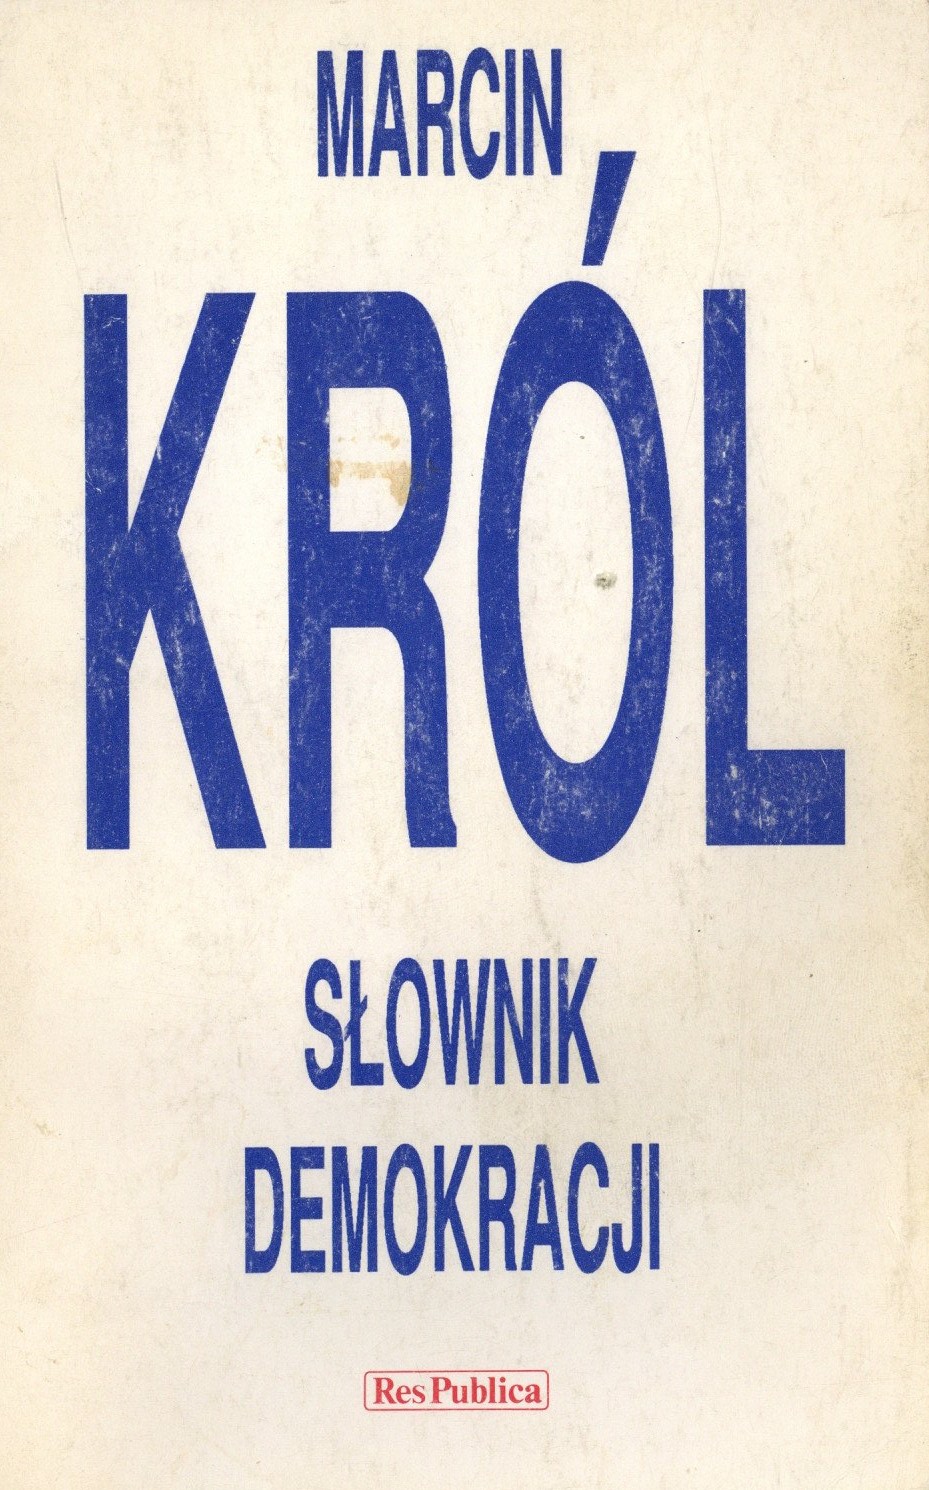 MARCIN
KRÓL
SŁOWNIK
DEMOKRACJI
Res Publica